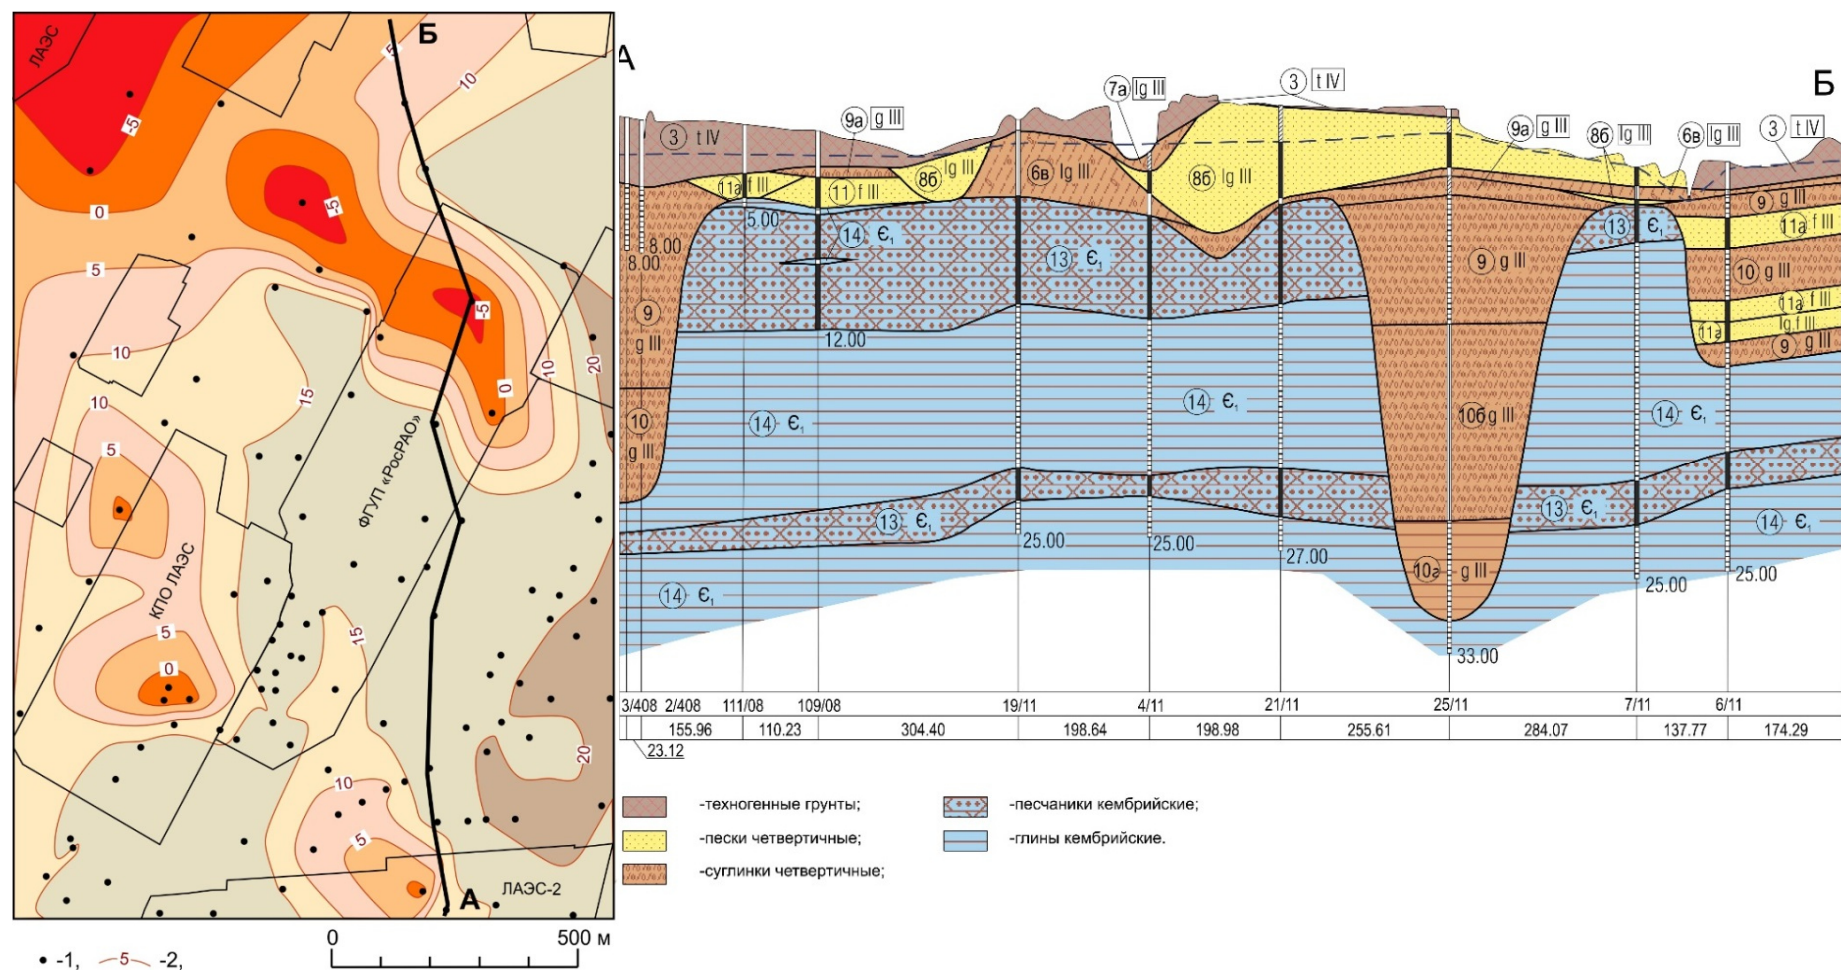 ЛАЭС
Б
5
10
-5
0
-5
5
-5
10
20
15
10
0
10
5
ФГУП «РосРАО»
КПО ЛАЭС
5
15
0
20
10
5
ЛАЭС-2
А
-1, 5 -2,
0 500 м
А
Б
3 t IV
9а g III
7а lg III
3 t IV
9а g III
8б lg III
6в lg III
3 t IV
11а f III
11 f III
8б lg III
6в lg III
8б lg III
5.00
8.00
8.00
14 Є1
13 Є1
9 g III
13 Є1
9 g III
11а f III
10 g III
11а f III
11а lg,f III
9 g III
9
g III
12.00
10
g III
14 Є1
14 Є1
10б g III
14 Є1
13 Є1
13 Є1
14 Є1
25.00
25.00
27.00
10а g III
25.00
25.00
14 Є1
33.00
3/408 2/408 111/08 109/08 19/11 4/11 21/11 25/11 7/11 6/11
155.96 110.23 304.40 198.64 198.98 255.61 284.07 137.77 174.29
23.12
-техногенные грунты;
-пески четвертичные;
-суглинки четвертичные;
-песчаники кембрийские;
-глины кембрийские.